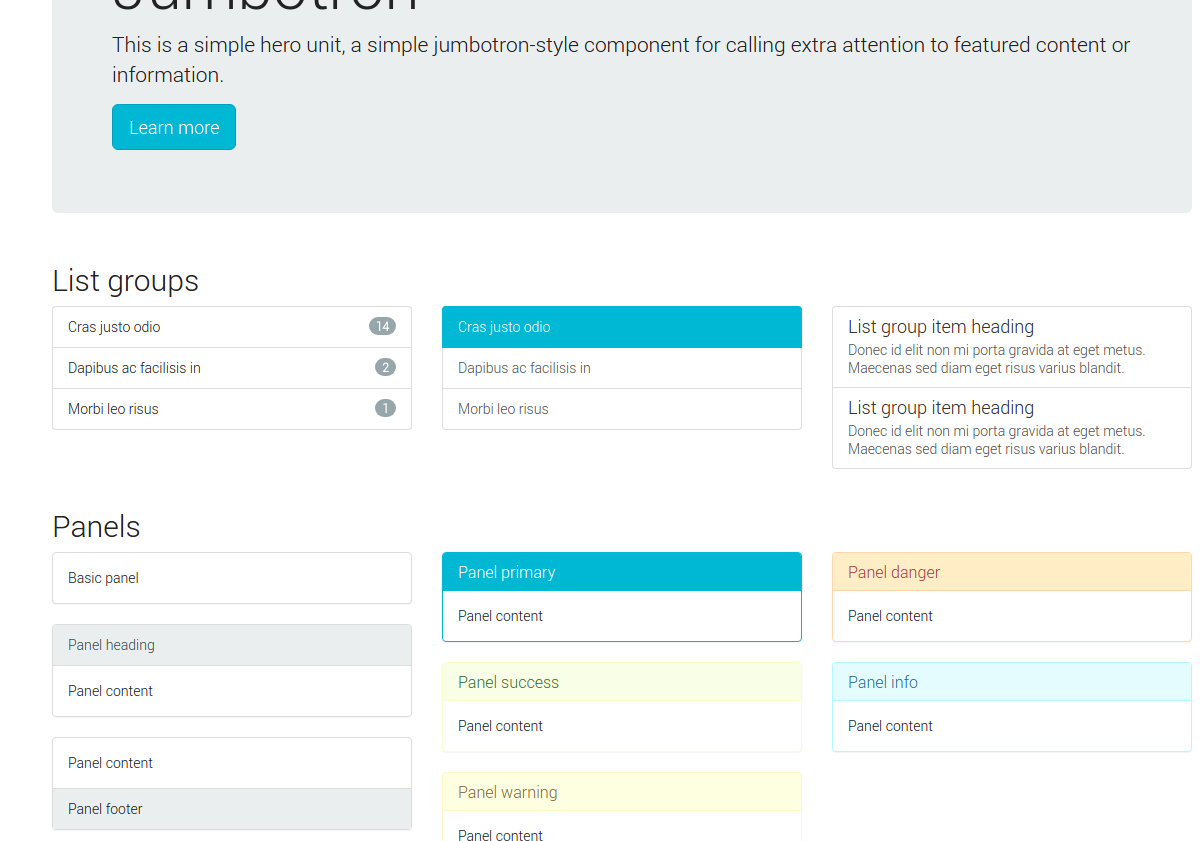 Jumbotron
This is a simple hero unit, a simple jumbotron-style component for calling extra attention to featured content or
information.
Learn more
List groups
Cras justo odio 14
Dapibus ac facilisis in 2
Morbi leo risus 1
Cras justo odio
Dapibus ac facilisis in
Morbi leo risus
List group item heading
Donec id elit non mi porta gravida at eget metus.
Maecenas sed diam eget risus varius blandit.
List group item heading
Donec id elit non mi porta gravida at eget metus.
Maecenas sed diam eget risus varius blandit.
Panels
Basic panel
Panel heading
Panel content
Panel content
Panel footer
Panel primary
Panel content
Panel success
Panel content
Panel warning
Panel content
Panel danger
Panel content
Panel info
Panel content